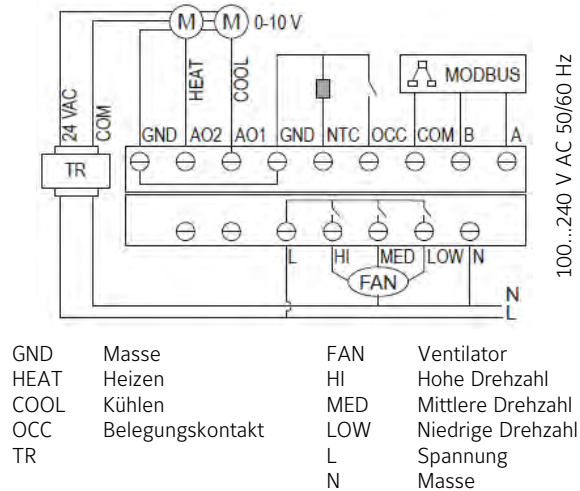 M M 0-10 V
HEAT
COOL
MODBUS
24 VAC
COM
100...240 V AC 50/60 Hz
GND AO2 AO1 GND NTC OCC COM B A
TR
L HI MED LOW N
FAN
N
L
GND Masse
HEAT Heizen
COOL Kühlen
OCC Belegungskontakt
TR
FAN Ventilator
HI Hohe Drehzahl
MED Mittlere Drehzahl
LOW Niedrige Drehzahl
L Spannung
N Masse